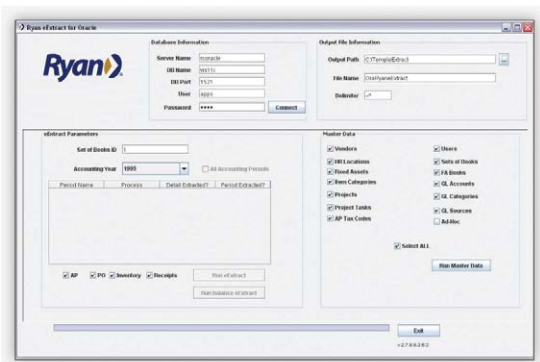 Ryan eExtract for Oracle
Ryan
Database Information
Server Name
DB Name
DB Port 1521
User apps
Password ****
Connect
Output File Information
Output Path
File Name
Delimiter
...
eExtract Parameters
Set of Books ID 1
Accounting Year 1995
All Accounting Periods
Period Name Process Detail Extracted? Period Extracted?
AP PO Inventory Receipts
Run eExtract
Run Balance eExtract
Master Data
Vendors
HR Locations
Fixed Assets
Item Categories
Projects
Project Tasks
AP Tax Codes
Users
Sets of Books
FA Books
GL Accounts
GL Categories
GL Sources
Ad-Hoc
Select ALL
Run Master Data
Exit